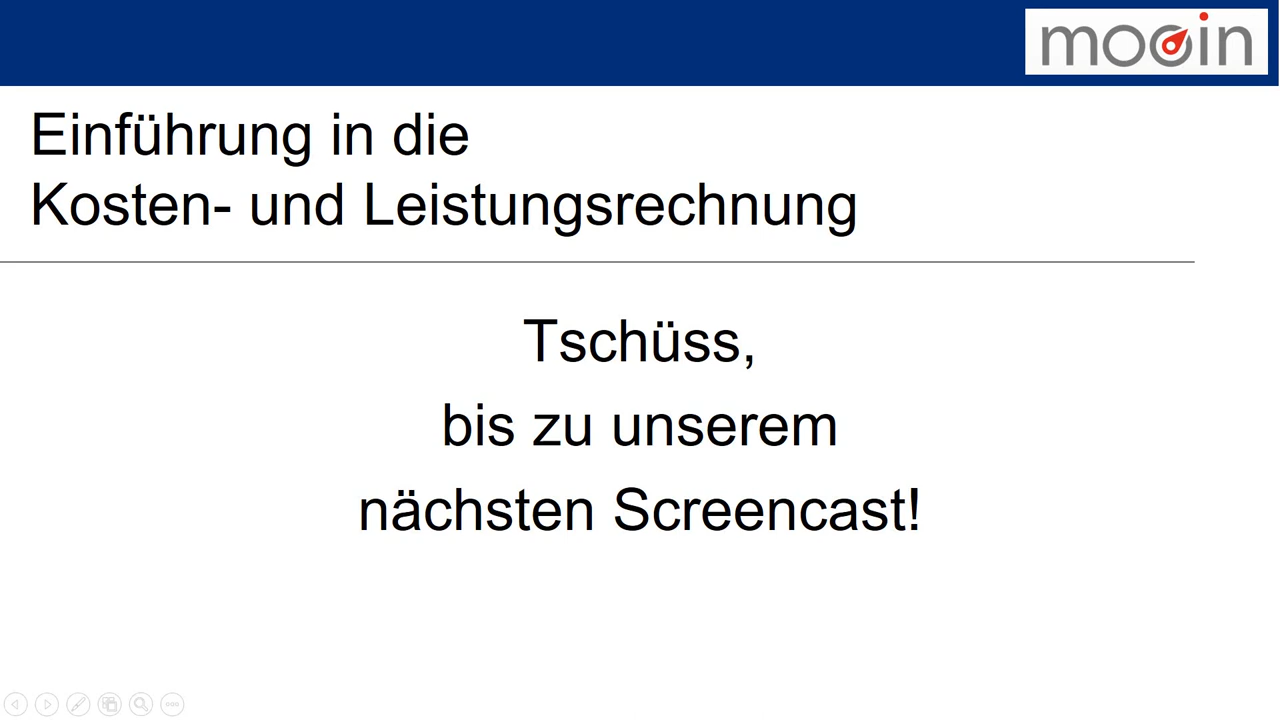 mooin
Einführung in die
Kosten- und Leistungsrechnung
Tschüss,
bis zu unserem
nächsten Screencast!